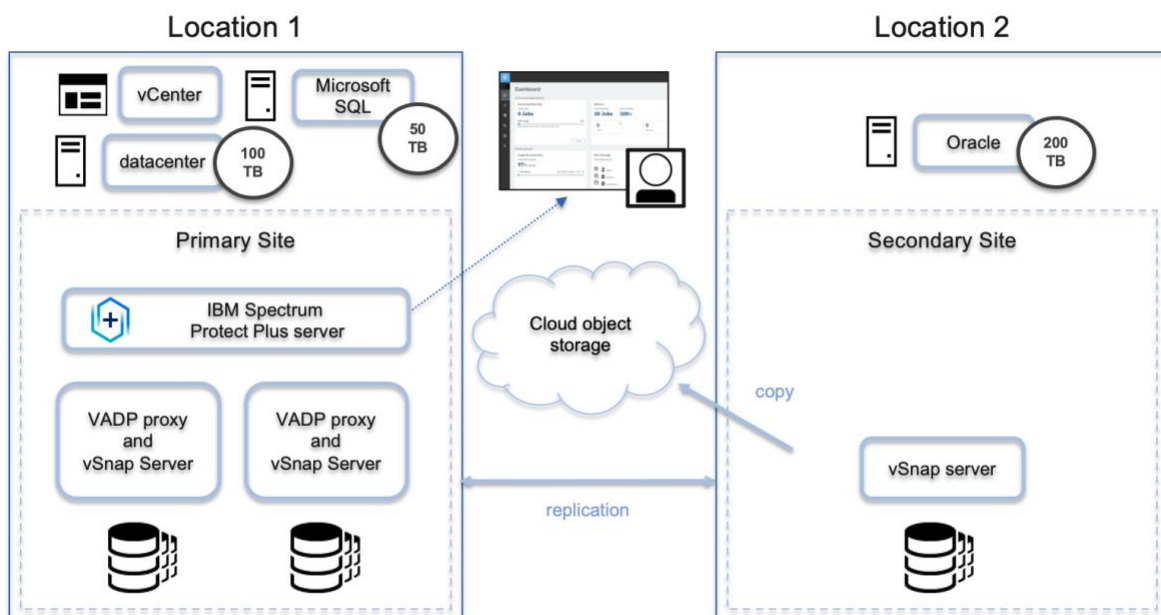 Location 1
Location 2
vCenter
Microsoft
SQL
50
TB
datacenter
100
TB
Dashboard
0 Jobs
Oracle
200
TB
Primary Site
Secondary Site
IBM Spectrum
Protect Plus server
Cloud object
storage
copy
VADP proxy
and
vSnap Server
VADP proxy
and
vSnap Server
vSnap server
replication